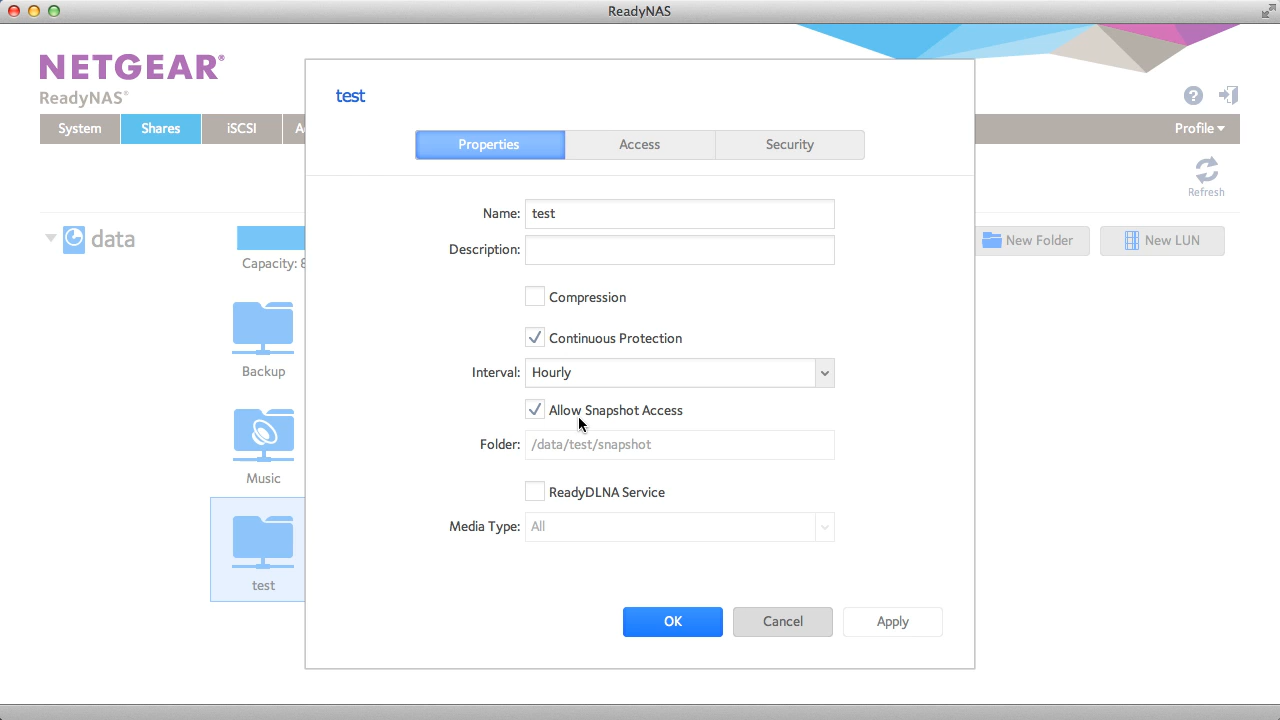 ReadyNAS
NETGEAR®
ReadyNAS®
System Shares iSCSI Profile
Refresh
data
Capacity:
New Folder New LUN
Backup
Music
test
test
Properties Access Security
Name: test
Description:
Compression
Continuous Protection
Interval: Hourly
Allow Snapshot Access
Folder: /data/test/snapshot
ReadyDLNA Service
Media Type: All
OK Cancel Apply